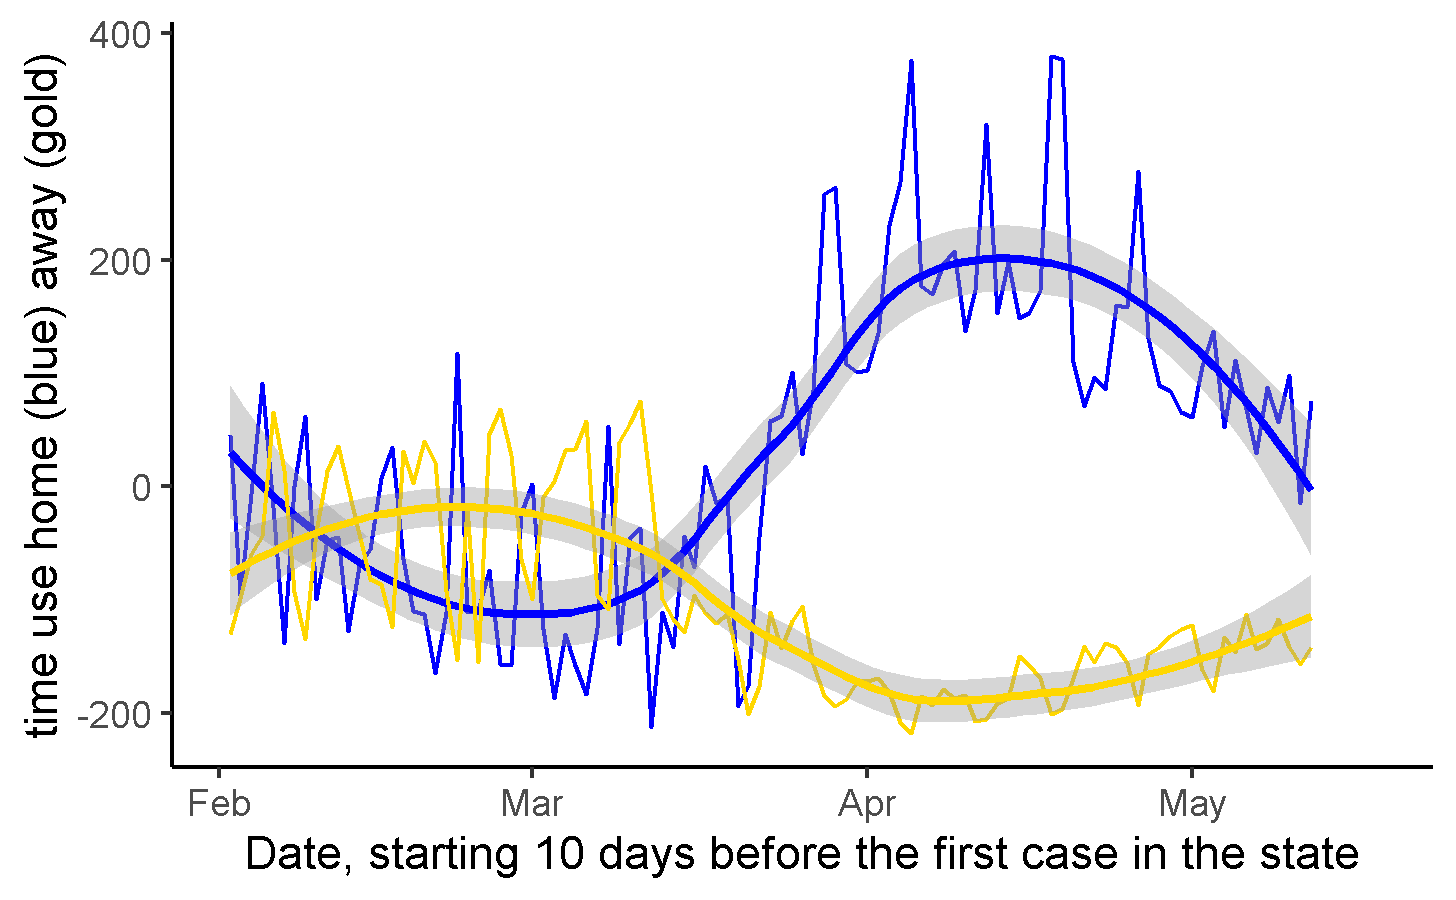 time use home (blue) away (gold)
400
200
0
-200
Feb
Mar
Apr
May
Date, starting 10 days before the first case in the state